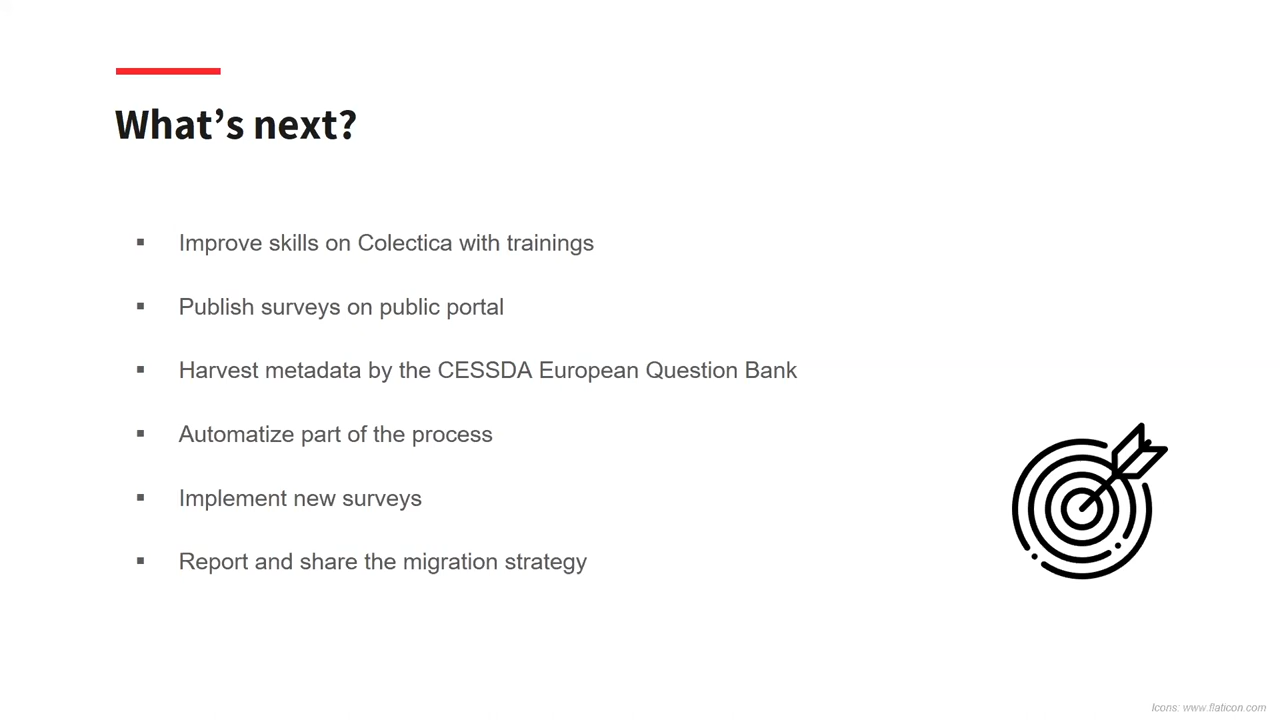 What’s next?
▪ Improve skills on Colectica with trainings
▪ Publish surveys on public portal
▪ Harvest metadata by the CESSDA European Question Bank
▪ Automatize part of the process
▪ Implement new surveys
▪ Report and share the migration strategy
Icons: www.flaticon.com